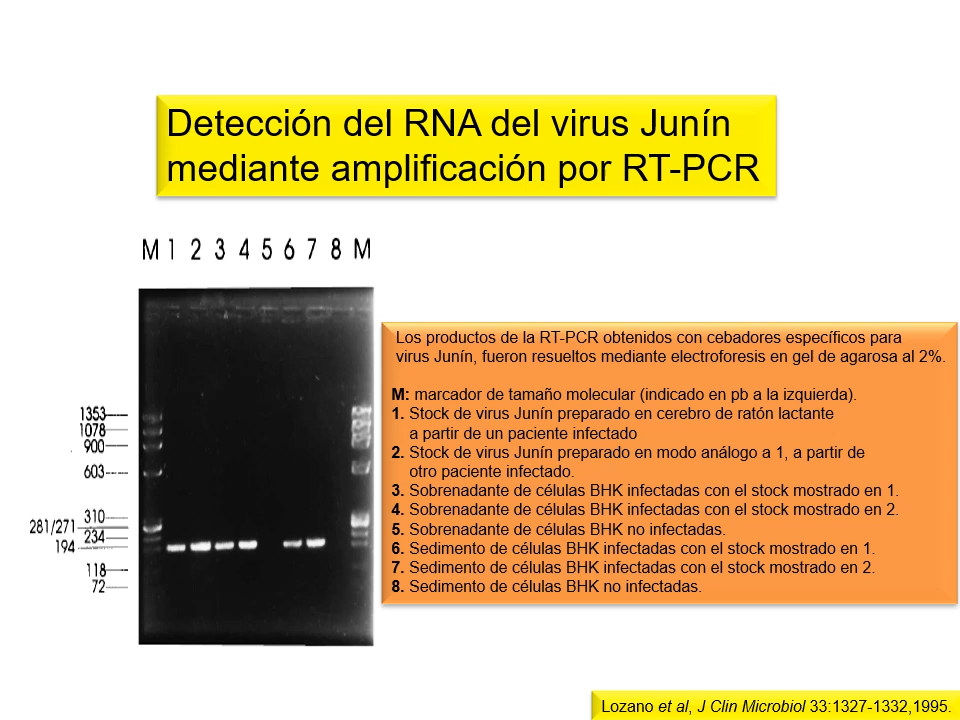 Detección del RNA del virus Junín
mediante amplificación por RT-PCR
M 1 2 3 4 5 6 7 8 M
1353
1078
900
603
310
281/271
234
194
118
72
Los productos de la RT-PCR obtenidos con cebadores específicos para
virus Junín, fueron resueltos mediante electroforesis en gel de agarosa al 2%.
M: marcador de tamaño molecular (indicado en pb a la izquierda).
1. Stock de virus Junín preparado en cerebro de ratón lactante
a partir de un paciente infectado
2. Stock de virus Junín preparado en modo análogo a 1, a partir de
otro paciente infectado.
3. Sobrenadante de células BHK infectadas con el stock mostrado en 1.
4. Sobrenadante de células BHK infectadas con el stock mostrado en 2.
5. Sobrenadante de células BHK no infectadas.
6. Sedimento de células BHK infectadas con el stock mostrado en 1.
7. Sedimento de células BHK infectadas con el stock mostrado en 2.
8. Sedimento de células BHK no infectadas.
Lozano et al, J Clin Microbiol 33:1327-1332,1995.